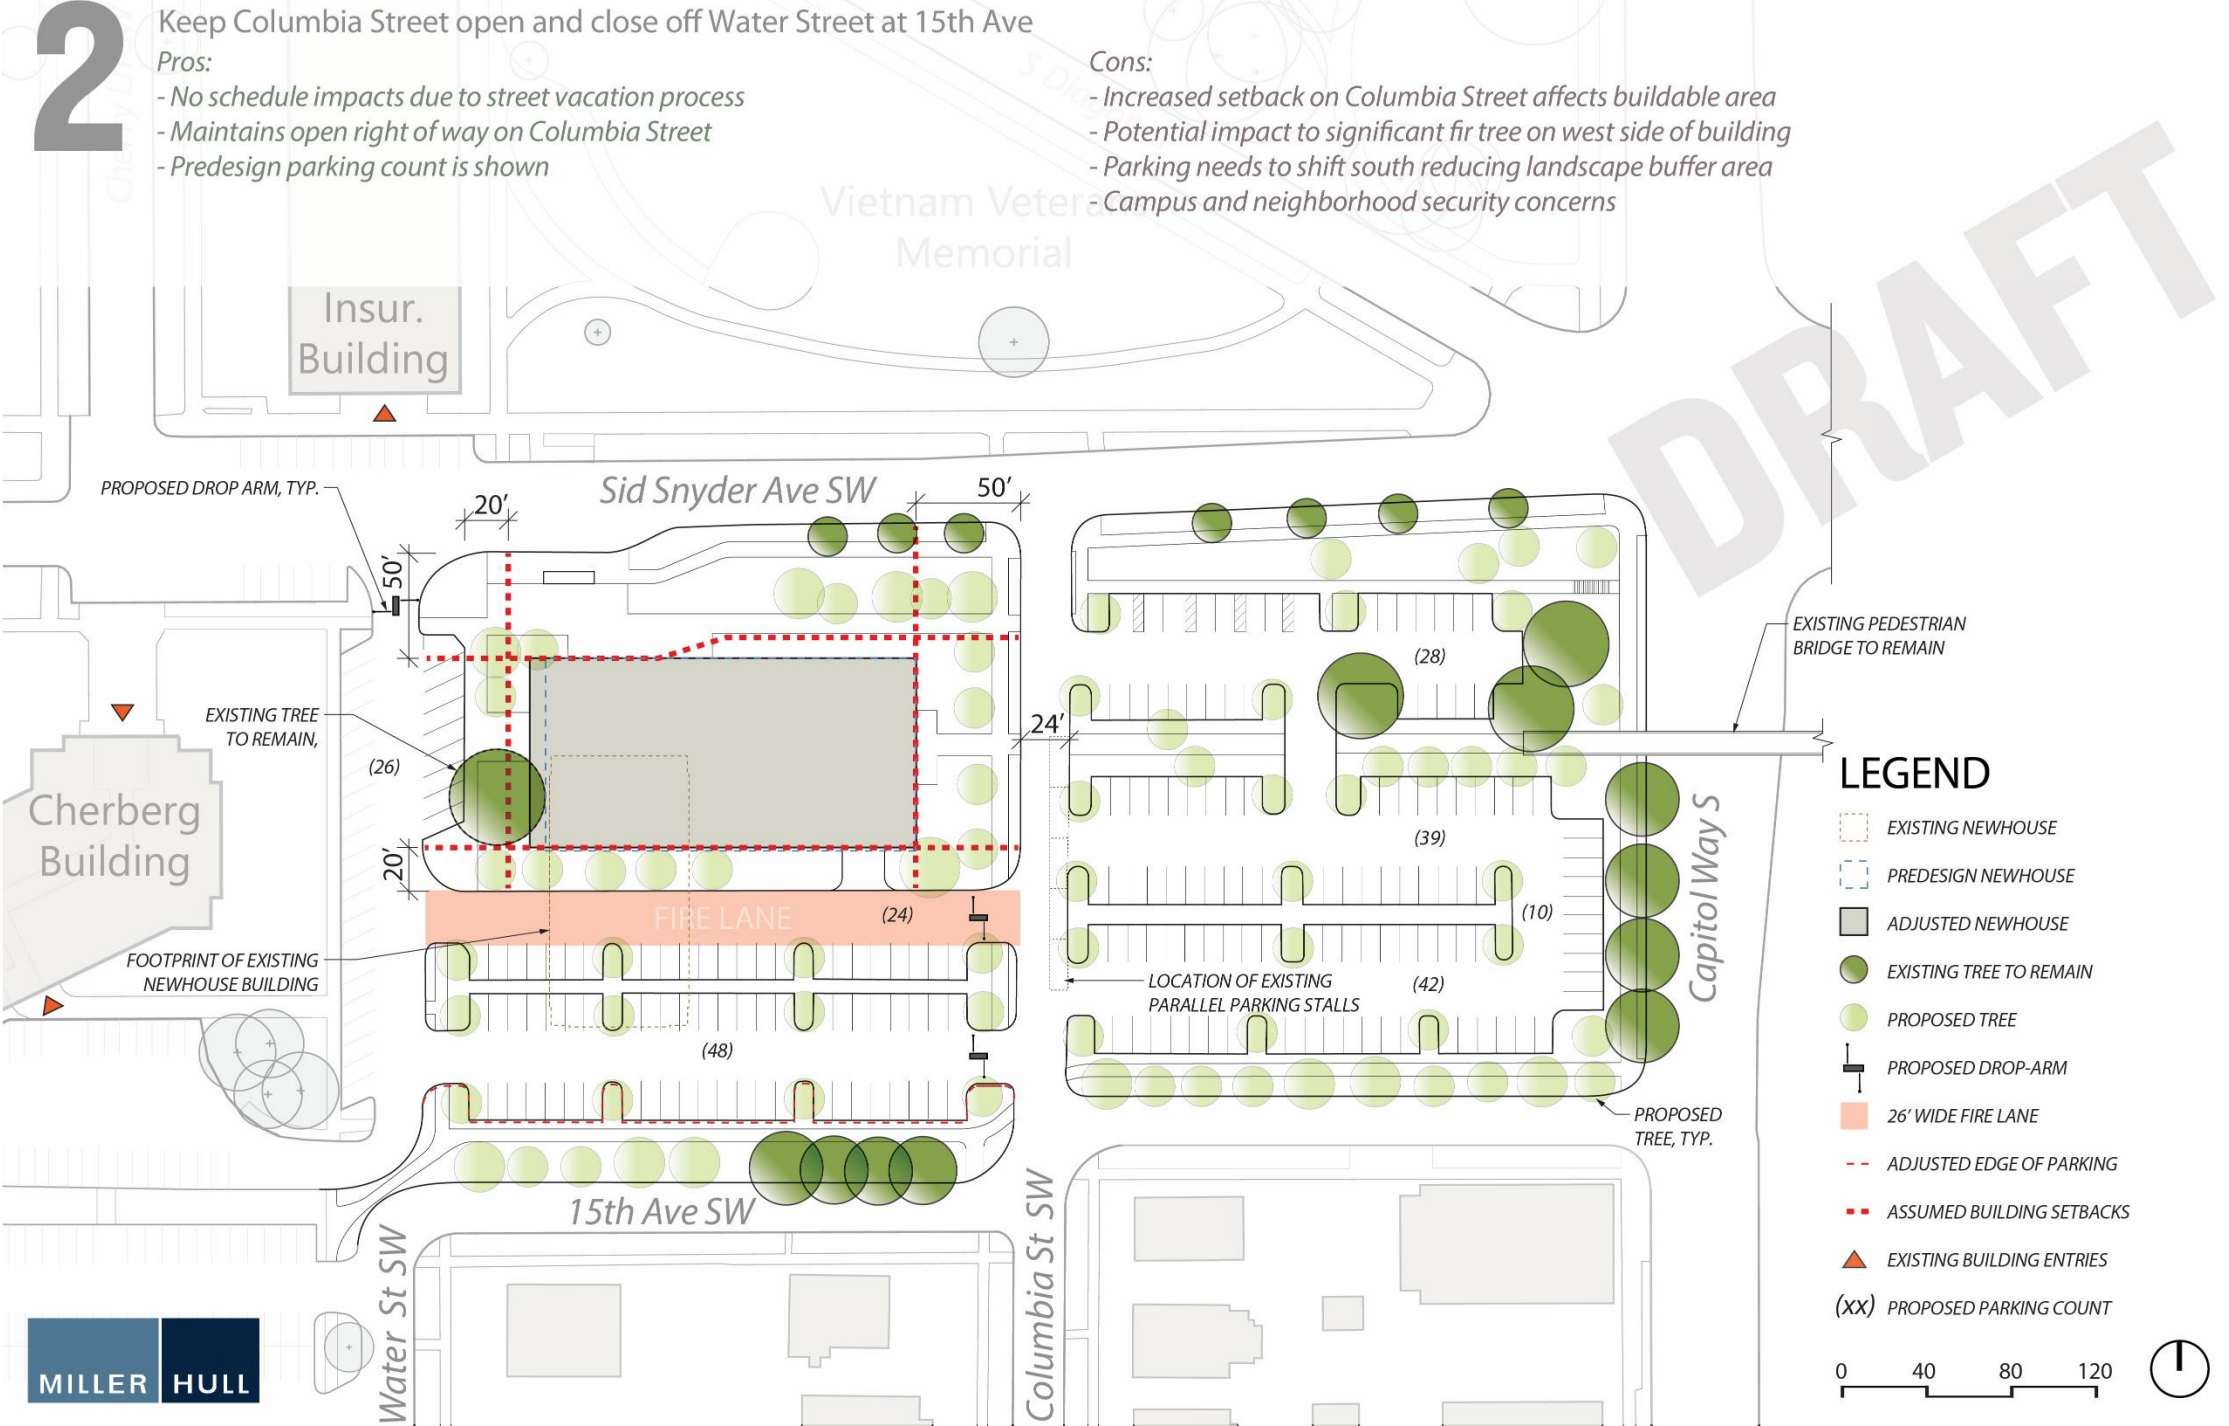 2
Keep Columbia Street open and close off Water Street at 15th Ave
Pros:
- No schedule impacts due to street vacation process
- Maintains open right of way on Columbia Street
- Predesign parking count is shown
Cons:
- Increased setback on Columbia Street affects buildable area
- Potential impact to significant fir tree on west side of building
- Parking needs to shift south reducing landscape buffer area
- Campus and neighborhood security concerns
DRAFT
Vietnam Veterans
Memorial
Insur.
Building
Sid Snyder Ave SW
PROPOSED DROP ARM, TYP.
20'
50'
50'
EXISTING TREE
TO REMAIN,
(26)
Cherberg
Building
20'
24'
(28)
EXISTING PEDESTRIAN
BRIDGE TO REMAIN
(39)
(10)
(42)
FIRE LANE
(24)
FOOTPRINT OF EXISTING
NEWHOUSE BUILDING
LOCATION OF EXISTING
PARALLEL PARKING STALLS
(48)
PROPOSED
TREE, TYP.
Capitol Way S
15th Ave SW
Water St SW
Columbia St SW
LEGEND
EXISTING NEWHOUSE
PREDESIGN NEWHOUSE
ADJUSTED NEWHOUSE
EXISTING TREE TO REMAIN
PROPOSED TREE
PROPOSED DROP-ARM
26' WIDE FIRE LANE
ADJUSTED EDGE OF PARKING
ASSUMED BUILDING SETBACKS
EXISTING BUILDING ENTRIES
(xx) PROPOSED PARKING COUNT
0 40 80 120
MILLER HULL